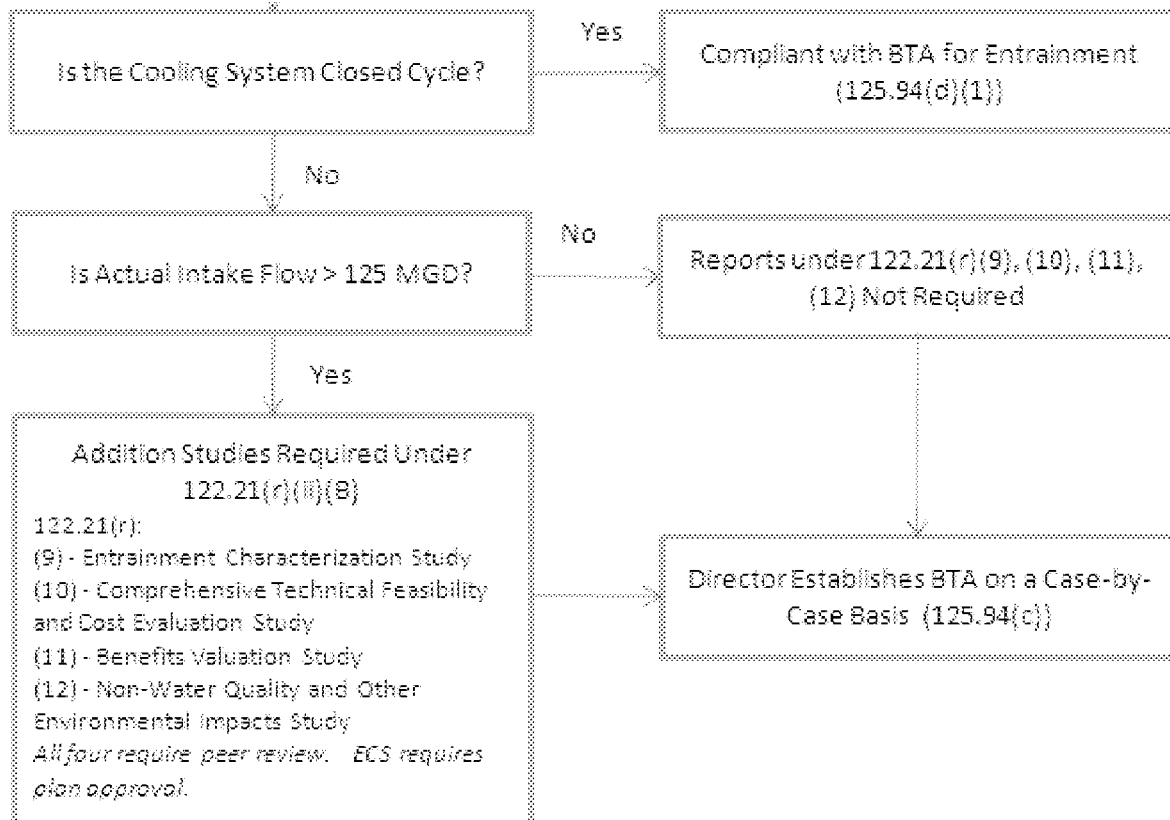 Is the Cooling System Closed Cycle?
Yes
Compliant with BTA for Entrainment
(125.94(d)(1))
No
Is Actual Intake Flow > 125 MGD?
No
Reports under 122.21(r)(9), (10), (11),
(12) Not Required
Yes
Addition Studies Required Under
122.21(r)(ii)(B)
122.21(r):
(9) - Entrainment Characterization Study
(10) - Comprehensive Technical Feasibility
and Cost Evaluation Study
(11) - Benefits Valuation Study
(12) - Non-Water Quality and Other
Environmental Impacts Study
All four require peer review. ECS requires
plan approval.
Director Establishes BTA on a Case-by-
Case Basis (125.94(c))